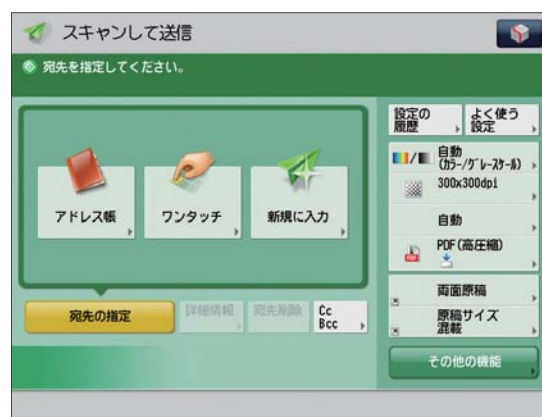 スキャンして送信
宛先を指定してください。
設定の
履歴
よく使う
設定
自動
(ｶﾗｰ/ｸﾞﾚｰｽｹｰﾙ)
300x300dpi
自動
PDF(高圧縮)
アドレス帳
ワンタッチ
新規に入力
宛先の指定
詳細情報
宛先削除
Cc
Bcc
両面原稿
原稿サイズ
混載
その他の機能